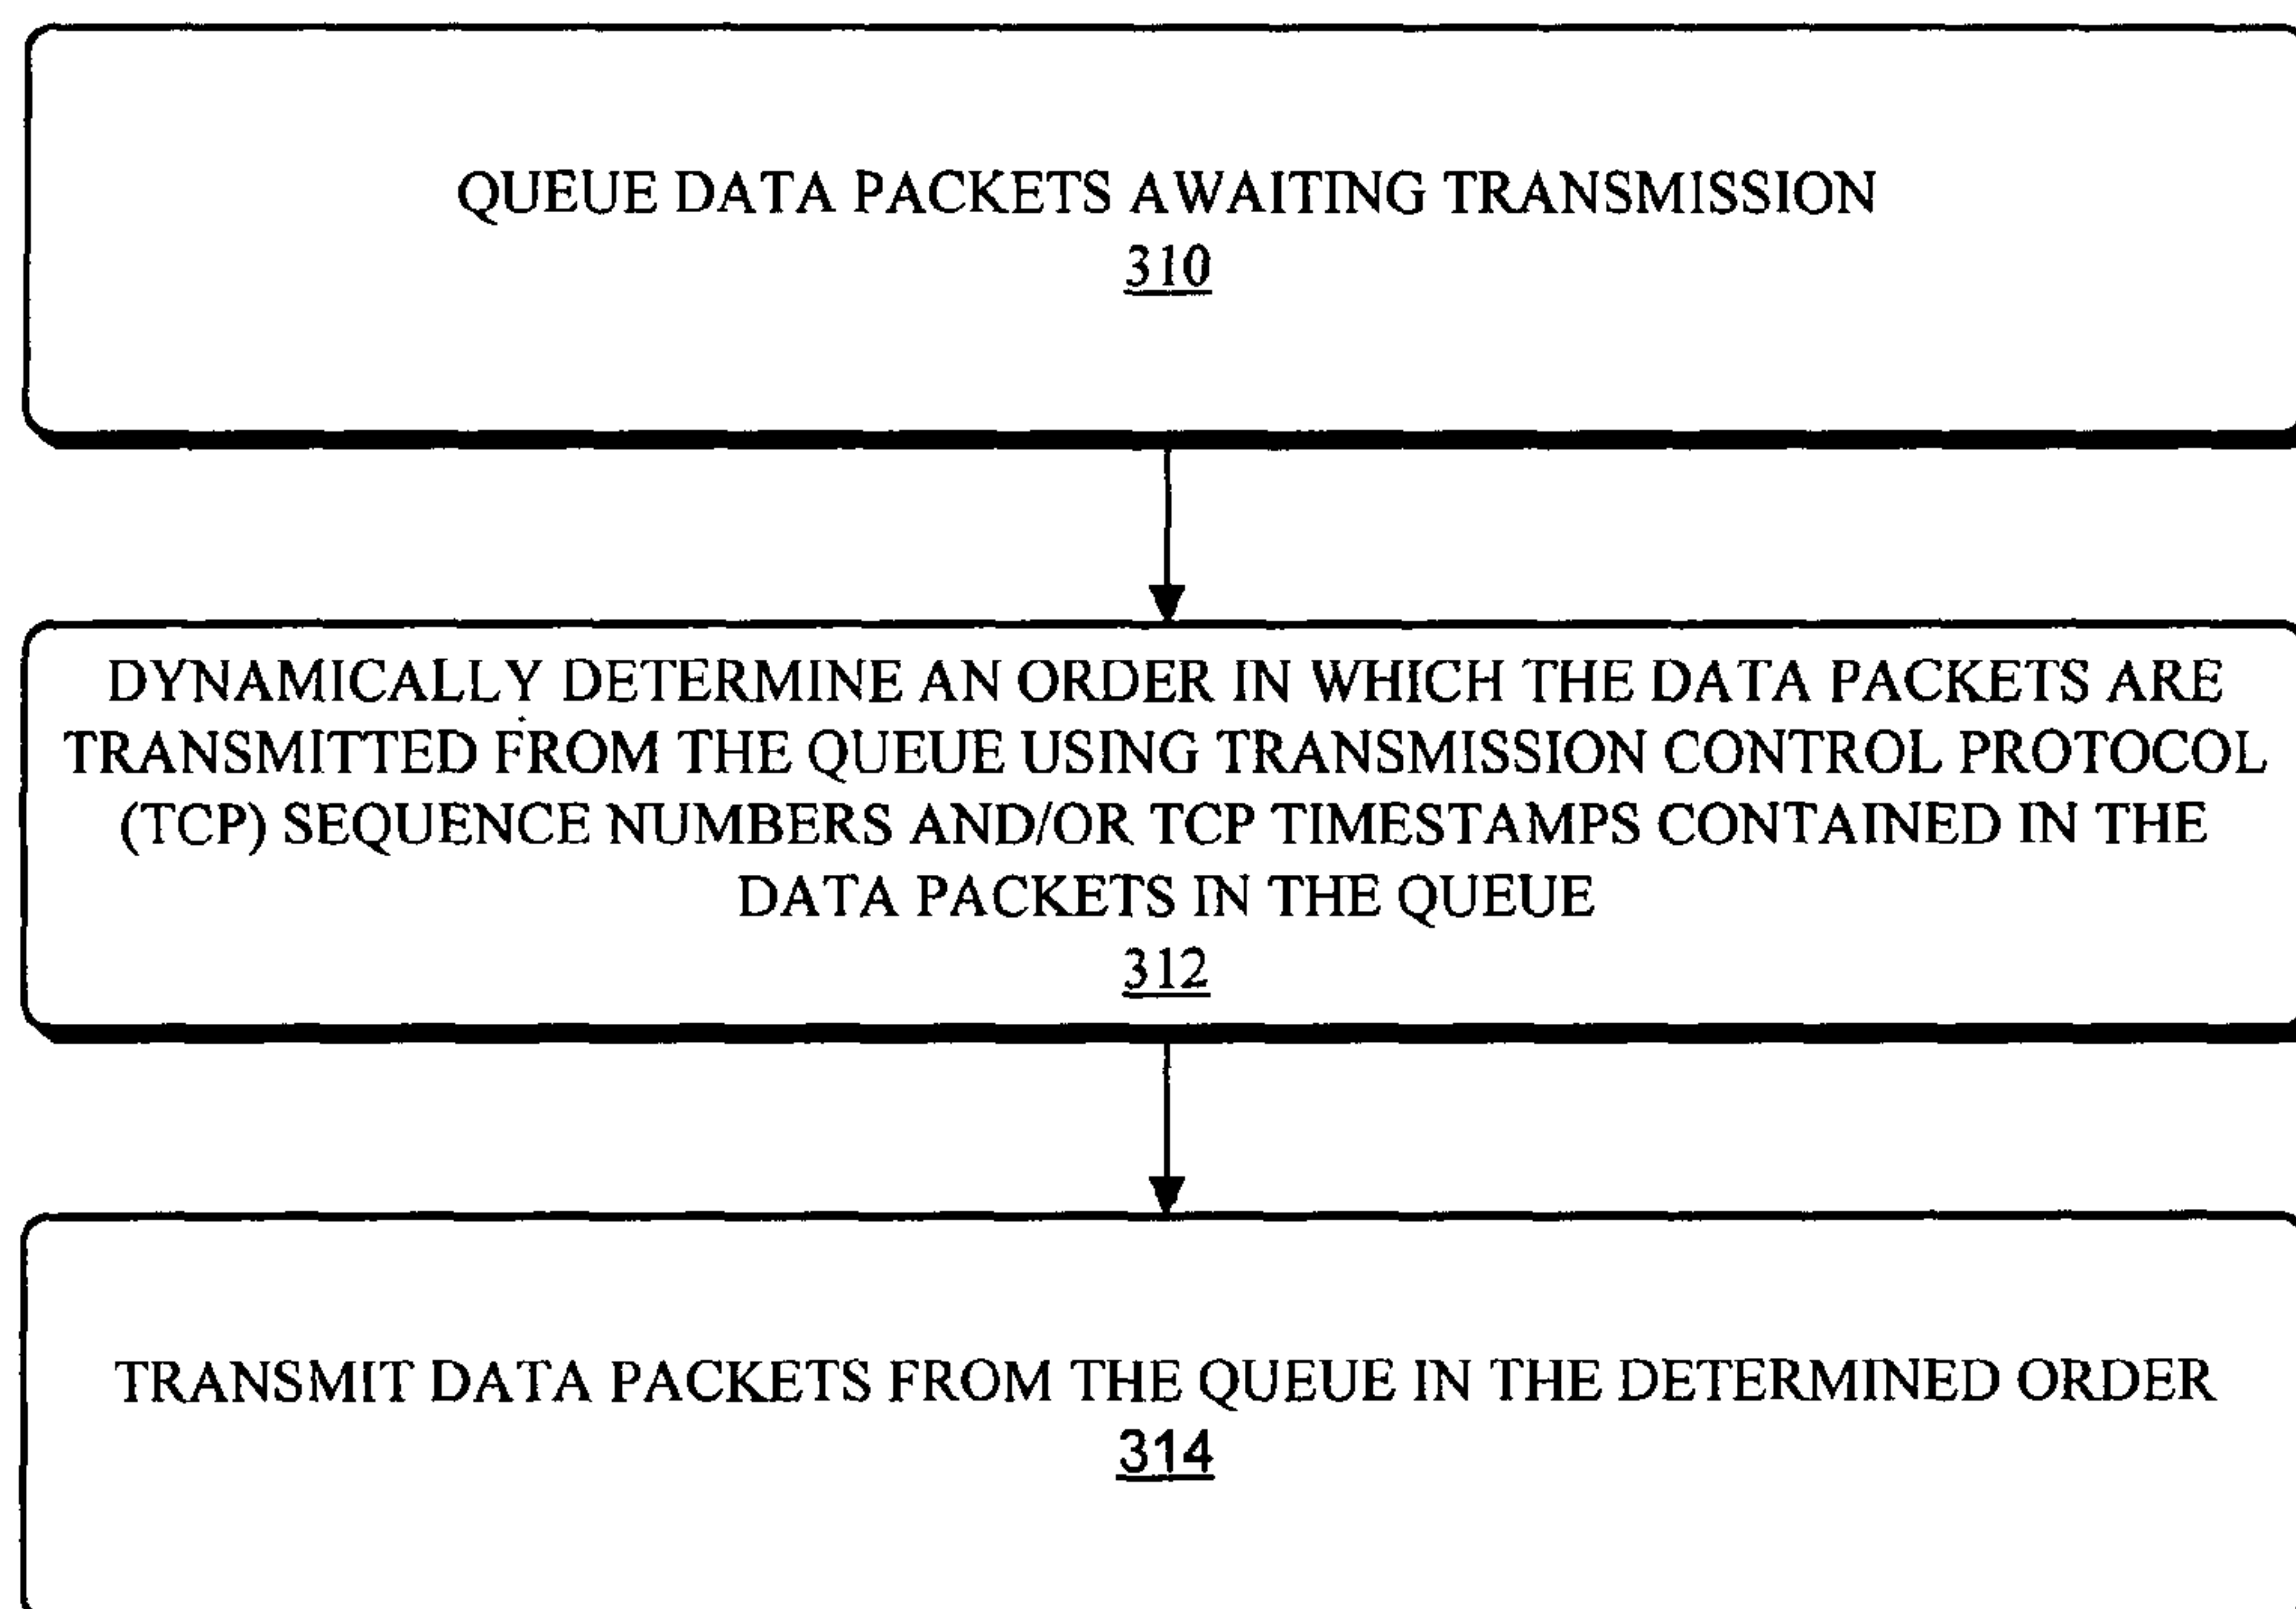 QUEUE DATA PACKETS AWAITING TRANSMISSION
310
DYNAMICALLY DETERMINE AN ORDER IN WHICH THE DATA PACKETS ARE
TRANSMITTED FROM THE QUEUE USING TRANSMISSION CONTROL PROTOCOL
(TCP) SEQUENCE NUMBERS AND/OR TCP TIMESTAMPS CONTAINED IN THE
DATA PACKETS IN THE QUEUE
312
TRANSMIT DATA PACKETS FROM THE QUEUE IN THE DETERMINED ORDER
314